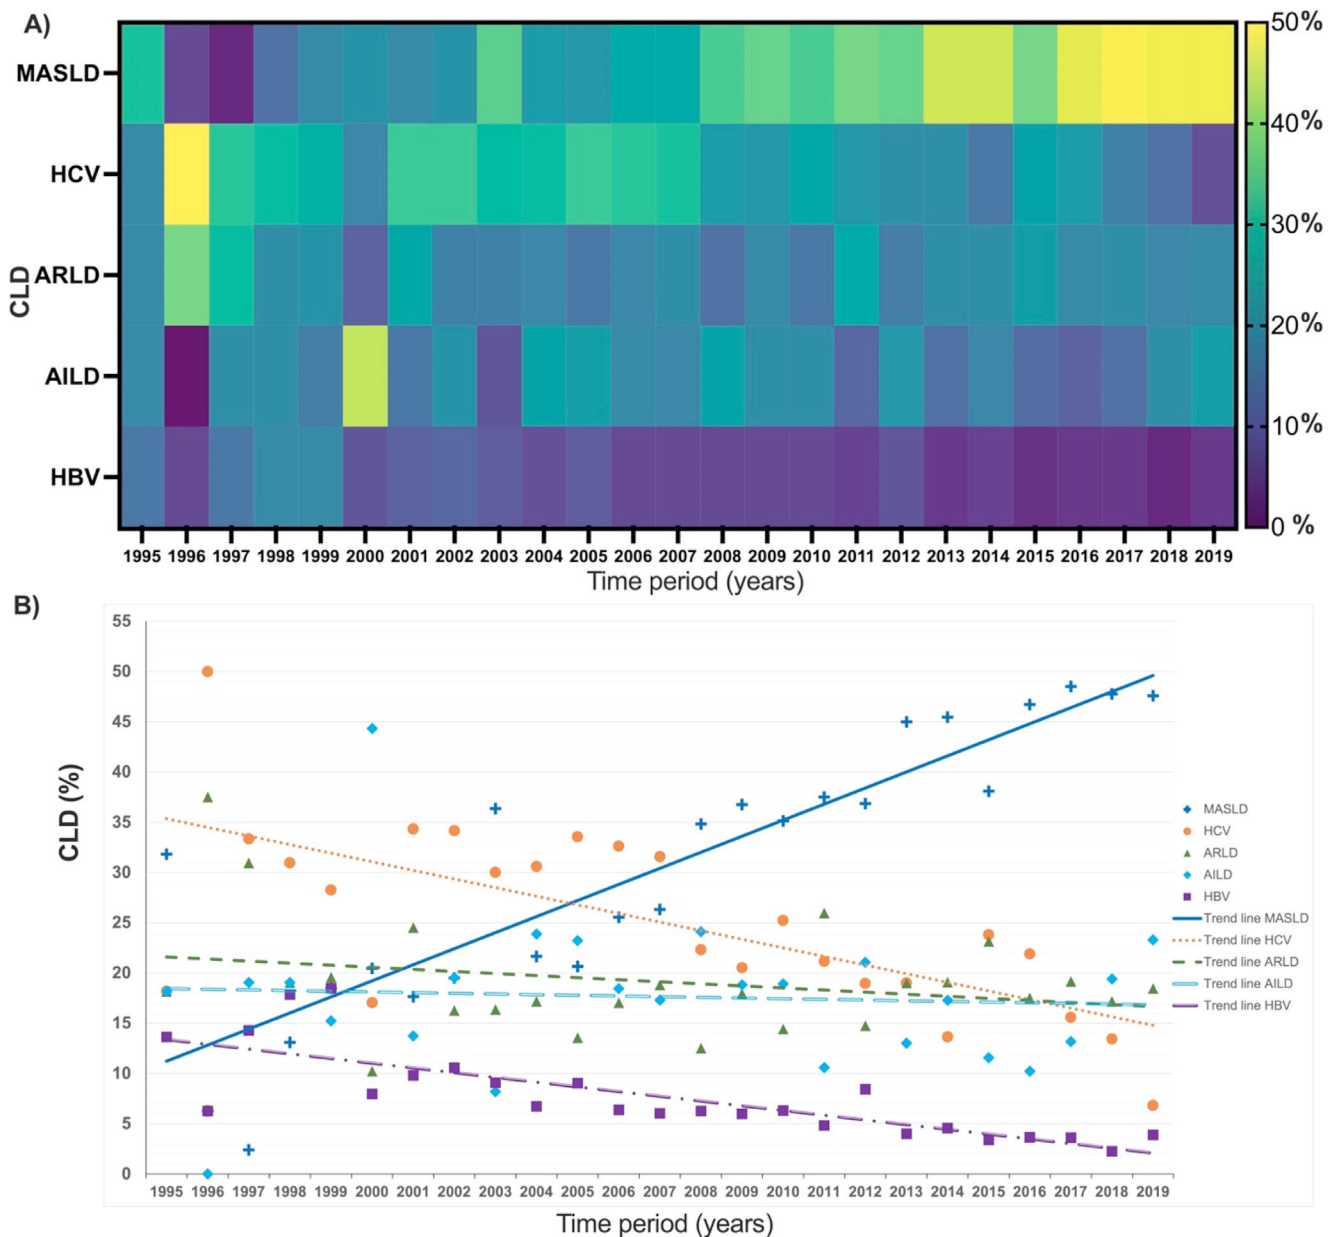 A)
50%
MASLD
40%
HCV
30%
CLD
ARLD
20%
AILD
10%
HBV
0 %
1995 1996 1997 1998 1999 2000 2001 2002 2003 2004 2005 2006 2007 2008 2009 2010 2011 2012 2013 2014 2015 2016 2017 2018 2019
Time period (years)
B)
55
50
45
40
35
30
25
20
15
10
5
0
CLD (%)
MASLD
HCV
ARLD
AILD
HBV
Trend line MASLD
Trend line HCV
Trend line ARLD
Trend line AILD
Trend line HBV
1995 1996 1997 1998 1999 2000 2001 2002 2003 2004 2005 2006 2007 2008 2009 2010 2011 2012 2013 2014 2015 2016 2017 2018 2019
Time period (years)